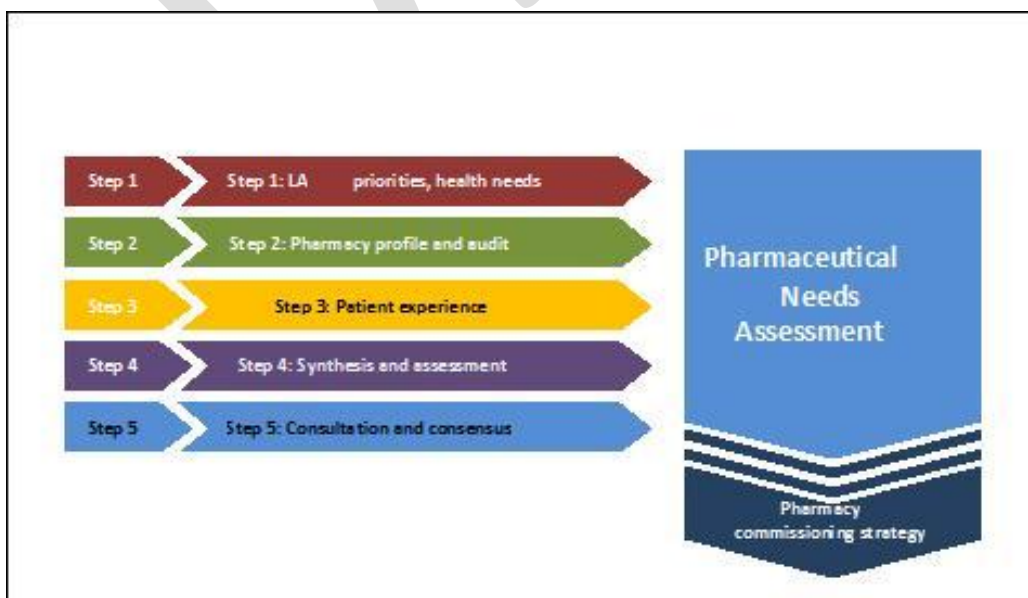 Step 1
Step 1: LA priorities, health needs
Step 2
Step 2: Pharmacy profile and audit
Step 3
Step 3: Patient experience
Step 4
Step 4: Synthesis and assessment
Step 5
Step 5: Consultation and consensus
Pharmaceutical
Needs
Assessment
Pharmacy
commissioning strategy